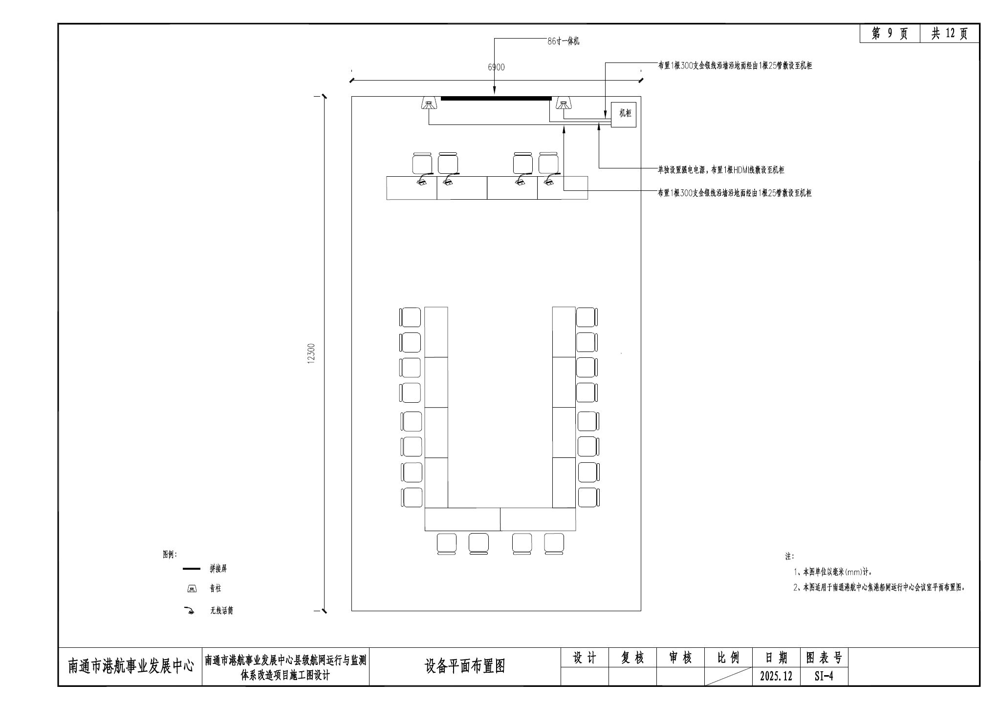 第 9 页 共 12 页
86寸一体机
6900
布置1根300支金银线沿墙沿地面经由1根25管敷设至机柜
机柜
单独设置强电电源，布置1根HDMI线敷设至机柜
布置1根300支金银线沿墙沿地面经由1根25管敷设至机柜
12300
图例：
拼接屏
音柱
无线话筒
注：
1、本图单位以毫米(mm)计。
2、本图适用于南通港航中心焦港船闸运行中心会议室平面布置图。
南通市港航事业发展中心
南通市港航事业发展中心县级航网运行与监测
体系改造项目施工图设计
设备平面布置图
设计 复核 审核 比例 日期 图表号
2025.12 SI-4